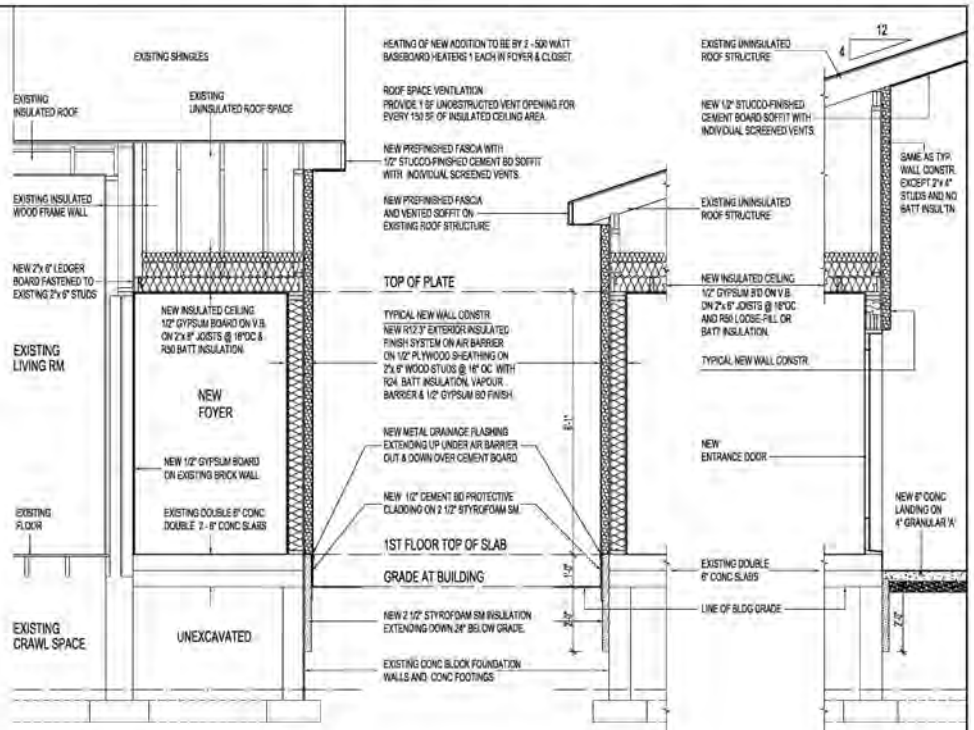 EXISTING SHINGLES
EXISTING
INSULATED ROOF
EXISTING
UNINSULATED ROOF SPACE
EXISTING INSULATED
WOOD FRAME WALL
NEW 2"x 6" LEDGER
BOARD FASTENED TO
EXISTING 2"x 6" STUDS
NEW INSULATED CEILING
1/2" GYPSUM BOARD ON V.B.
ON 2"x 6" JOISTS @ 16"OC &
R50 BATT INSULATION.
EXISTING
LIVING RM
NEW
FOYER
NEW 1/2" GYPSUM BOARD
ON EXISTING BRICK WALL
EXISTING
FLOOR
EXISTING DOUBLE 6" CONC
DOUBLE 2 - 6" CONC SLABS
EXISTING
CRAWL SPACE
UNEXCAVATED
HEATING OF NEW ADDITION TO BE BY 2 - 500 WATT
BASEBOARD HEATERS 1 EACH IN FOYER & CLOSET.
ROOF SPACE VENTILATION
PROVIDE 1 SF UNOBSTRUCTED VENT OPENING FOR
EVERY 150 SF OF INSULATED CEILING AREA.
NEW PREFINISHED FASCIA WITH
1/2" STUCCO-FINISHED CEMENT BD SOFFIT
WITH INDIVIDUAL SCREENED VENTS.
NEW PREFINISHED FASCIA
AND VENTED SOFFIT ON
EXISTING ROOF STRUCTURE
TOP OF PLATE
TYPICAL NEW WALL CONSTR.
NEW R12.3" EXTERIOR INSULATED
FINISH SYSTEM ON AIR BARRIER
ON 1/2" PLYWOOD SHEATHING ON
2"x 6" WOOD STUDS @ 16" OC WITH
R24 BATT INSULATION, VAPOUR
BARRIER & 1/2" GYPSUM BD FINISH.
NEW METAL DRAINAGE FLASHING
EXTENDING UP UNDER AIR BARRIER
OUT & DOWN OVER CEMENT BOARD
NEW 1/2" CEMENT BD PROTECTIVE
CLADDING ON 2 1/2" STYROFOAM SM.
1ST FLOOR TOP OF SLAB
GRADE AT BUILDING
NEW 2 1/2" STYROFOAM SM INSULATION
EXTENDING DOWN 24" BELOW GRADE.
EXISTING CONC BLOCK FOUNDATION
WALLS AND CONC FOOTINGS
1'-0"
2'-0"
12
4
EXISTING UNINSULATED
ROOF STRUCTURE
NEW 1/2" STUCCO-FINISHED
CEMENT BOARD SOFFIT WITH
INDIVIDUAL SCREENED VENTS.
SAME AS TYP.
WALL CONSTR.
EXCEPT 2"x 4"
STUDS AND NO
BATT INSUL'TN.
EXISTING UNINSULATED
ROOF STRUCTURE
NEW INSULATED CEILING
1/2" GYPSUM BD ON V.B.
ON 2"x 6" JOISTS @ 16"OC
AND R50 LOOSE-FILL OR
BATT INSULATION.
TYPICAL NEW WALL CONSTR.
NEW
ENTRANCE DOOR
NEW 6" CONC
LANDING ON
4" GRANULAR 'A'
EXISTING DOUBLE
6" CONC SLABS
LINE OF BLDG GRADE
2'-0"